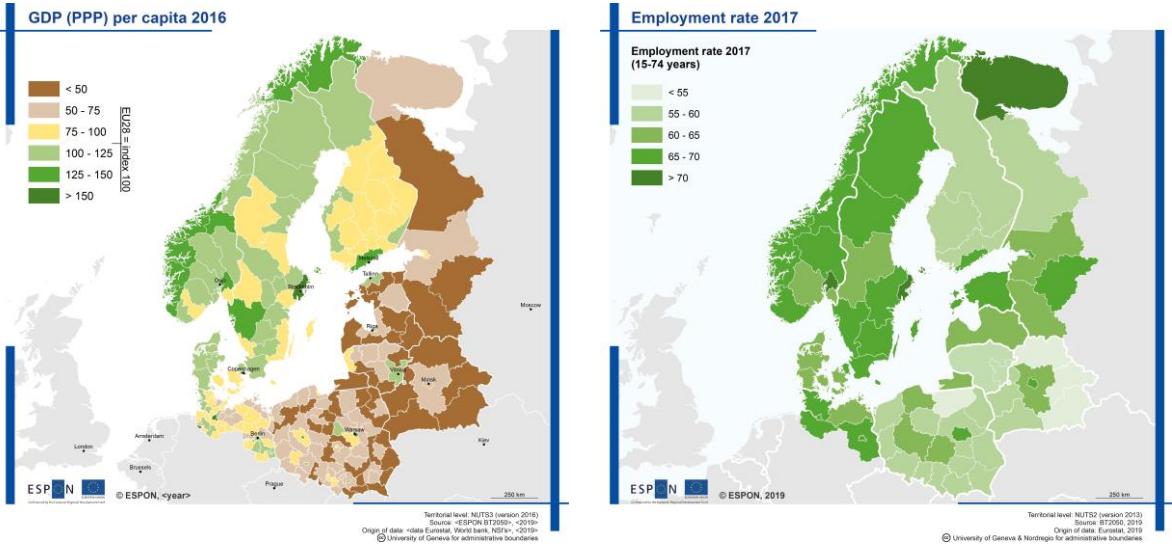 GDP (PPP) per capita 2016
< 50
50 - 75
75 - 100
100 - 125
125 - 150
> 150
EU28 = index 100
Oslo
Stockholm
Helsinki
Tallinn
Riga
Moscow
Copenhagen
Vilnius
Minsk
Berlin
Warsaw
London
Amsterdam
Brussels
Prague
Kiev
ESPON
© ESPON, <year>
250 km
Territorial level: NUTS3 (version 2016)
Source: <ESPON BT2050>, <2019>
Origin of data: <data Eurostat, World bank, NSI's>, <2019>
University of Geneva for administrative boundaries
Employment rate 2017
Employment rate 2017
(15-74 years)
< 55
55 - 60
60 - 65
65 - 70
> 70
ESPON
© ESPON, 2019
250 km
Territorial level: NUTS2 (version 2013)
Source: BT2050, 2019
Origin of data: Eurostat, 2019
University of Geneva & Nordregio for administrative boundaries